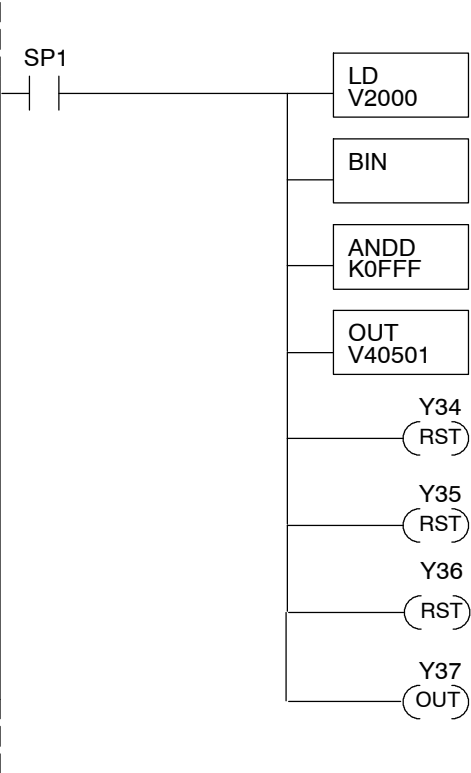 SP1
LD
V2000
BIN
ANDD
K0FFF
OUT
V40501
Y34
RST
Y35
RST
Y36
RST
Y37
OUT